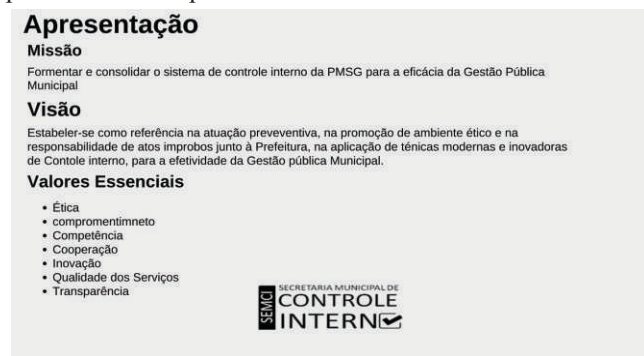 Apresentação
Missão
Formentar e consolidar o sistema de controle interno da PMSG para a eficácia da Gestão Pública
Municipal
Visão
Estabeler-se como referência na atuação preveventiva, na promoção de ambiente ético e na
responsabilidade de atos improbos junto à Prefeitura, na aplicação de ténicas modernas e inovadoras
de Contole interno, para a efetividade da Gestão pública Municipal.
Valores Essenciais
• Ética
• compromentimneto
• Competência
• Cooperação
• Inovação
• Qualidade dos Serviços
• Transparência
SEMCI
SECRETARIA MUNICIPAL DE
CONTROLE
INTERNO